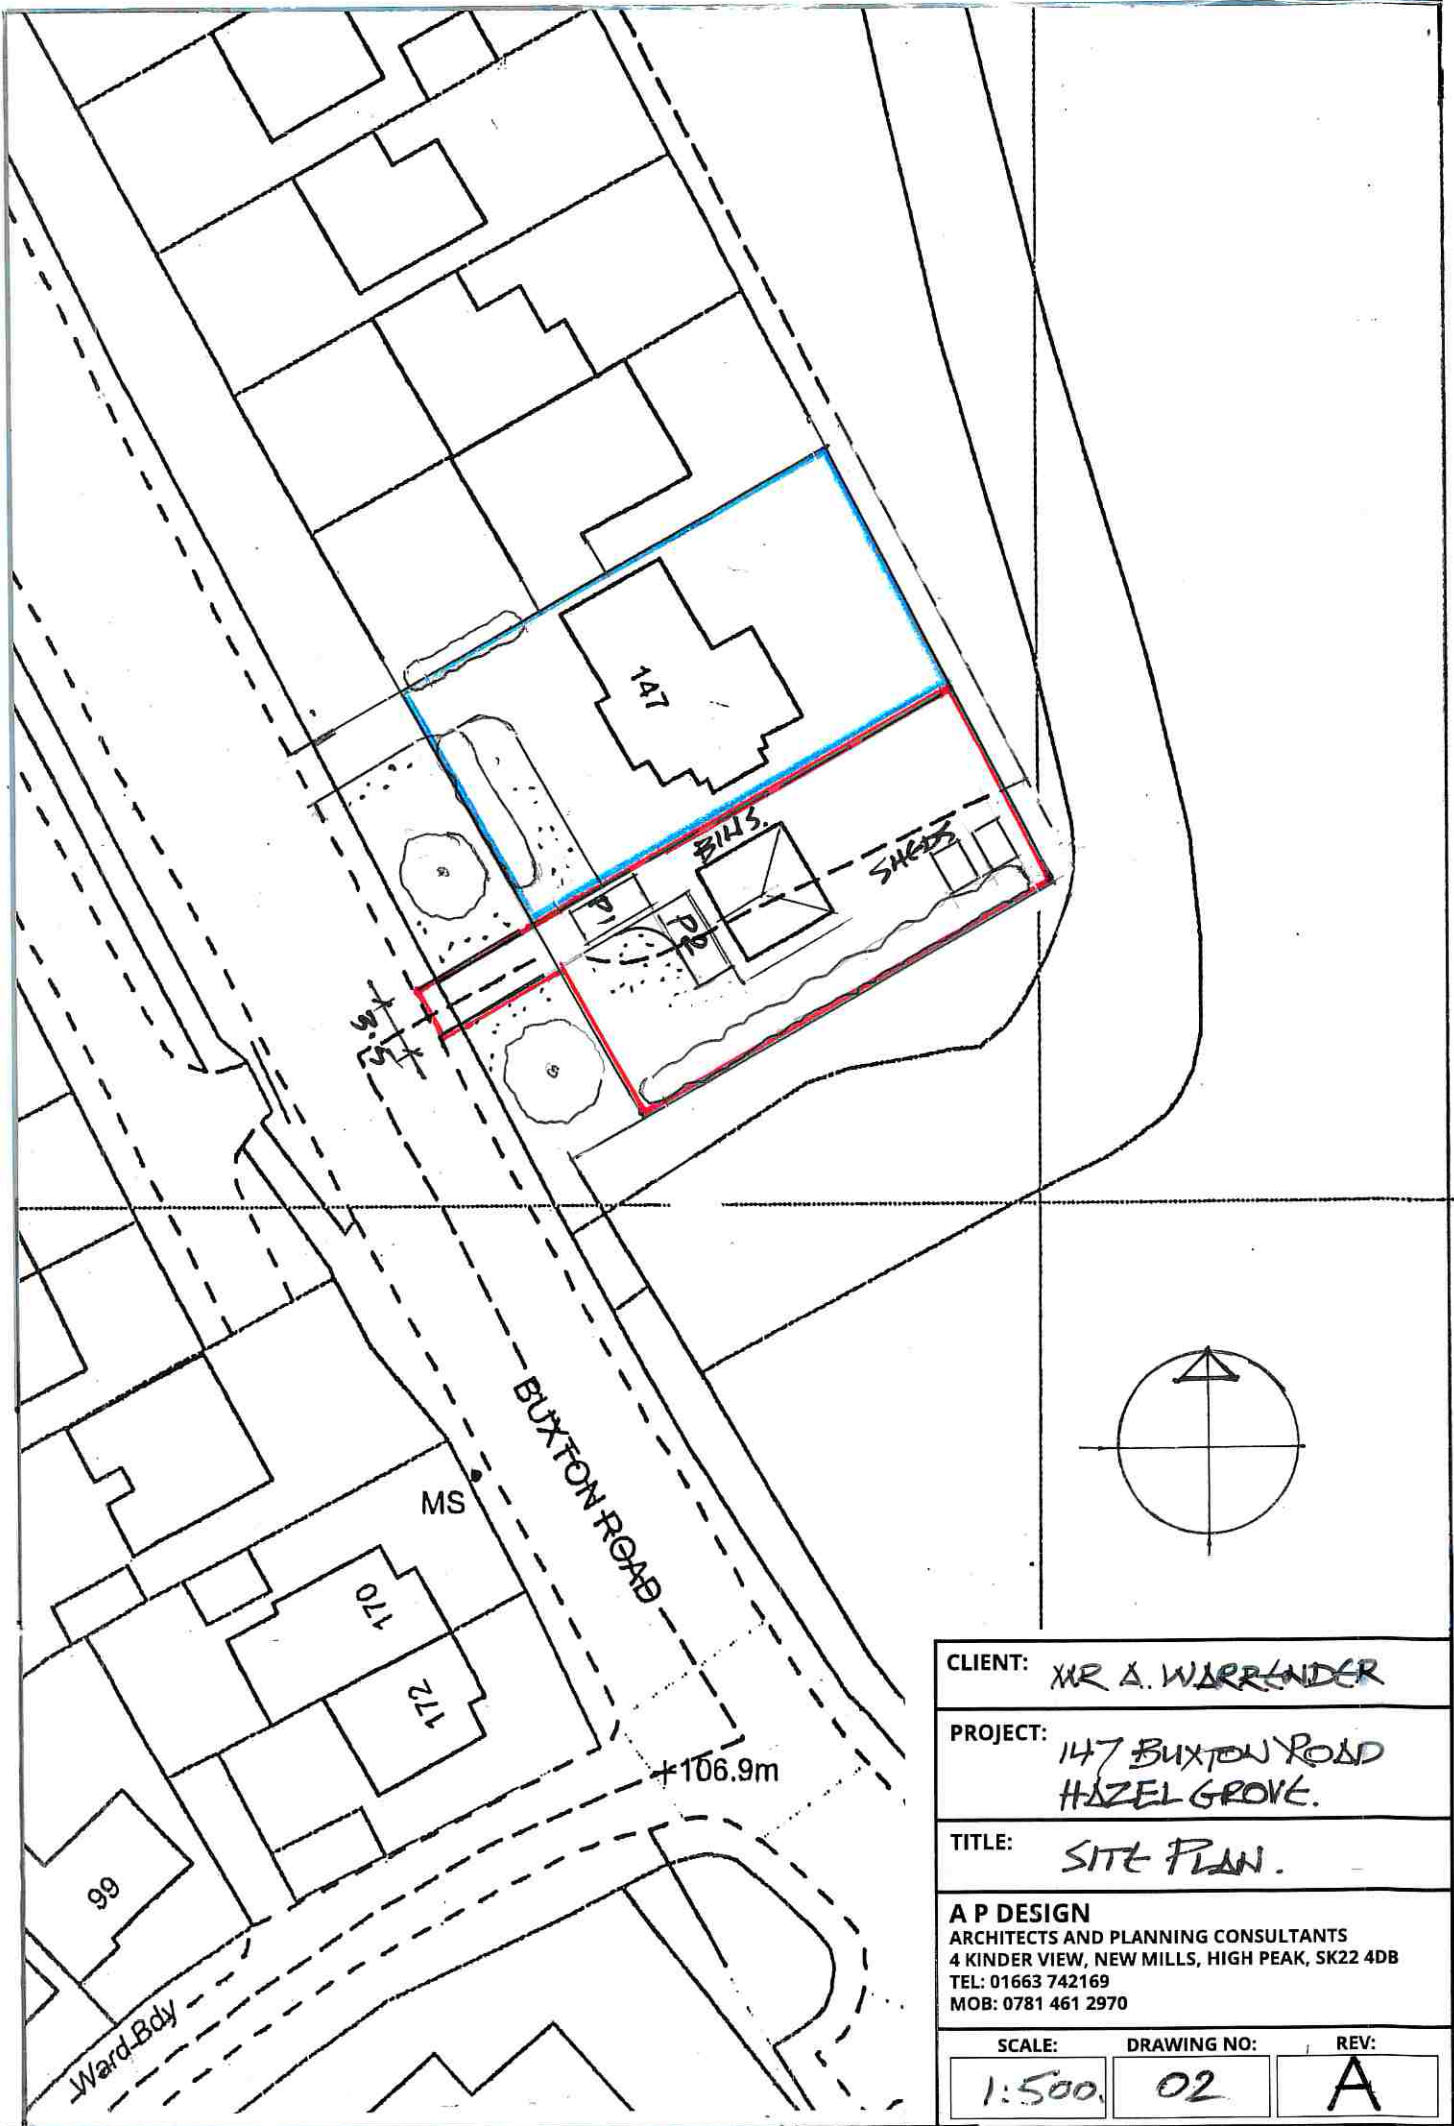 147
BINS.
SHEDS
P1
P2
3.5
BUXTON ROAD
MS
170
172
+106.9m
99
Ward Bdy
CLIENT: MR A. WARRENDER
PROJECT: 147 BUXTON ROAD
HAZEL GROVE.
TITLE: SITE PLAN.
A P DESIGN
ARCHITECTS AND PLANNING CONSULTANTS
4 KINDER VIEW, NEW MILLS, HIGH PEAK, SK22 4DB
TEL: 01663 742169
MOB: 0781 461 2970
SCALE: DRAWING NO: REV:
1:500. 02 A